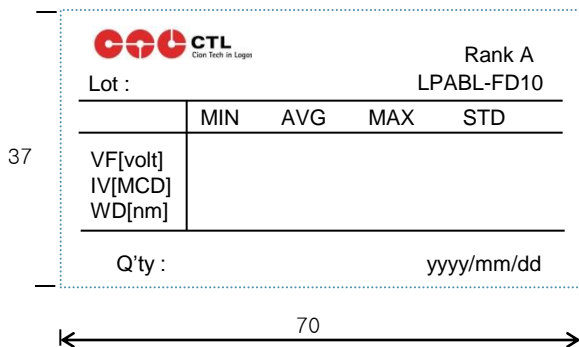 CTL
Cion Tech in Logos
Rank A
Lot :
LPABL-FD10
MIN AVG MAX STD
37
VF[volt]
IV[MCD]
WD[nm]
Q’ty :
yyyy/mm/dd
70